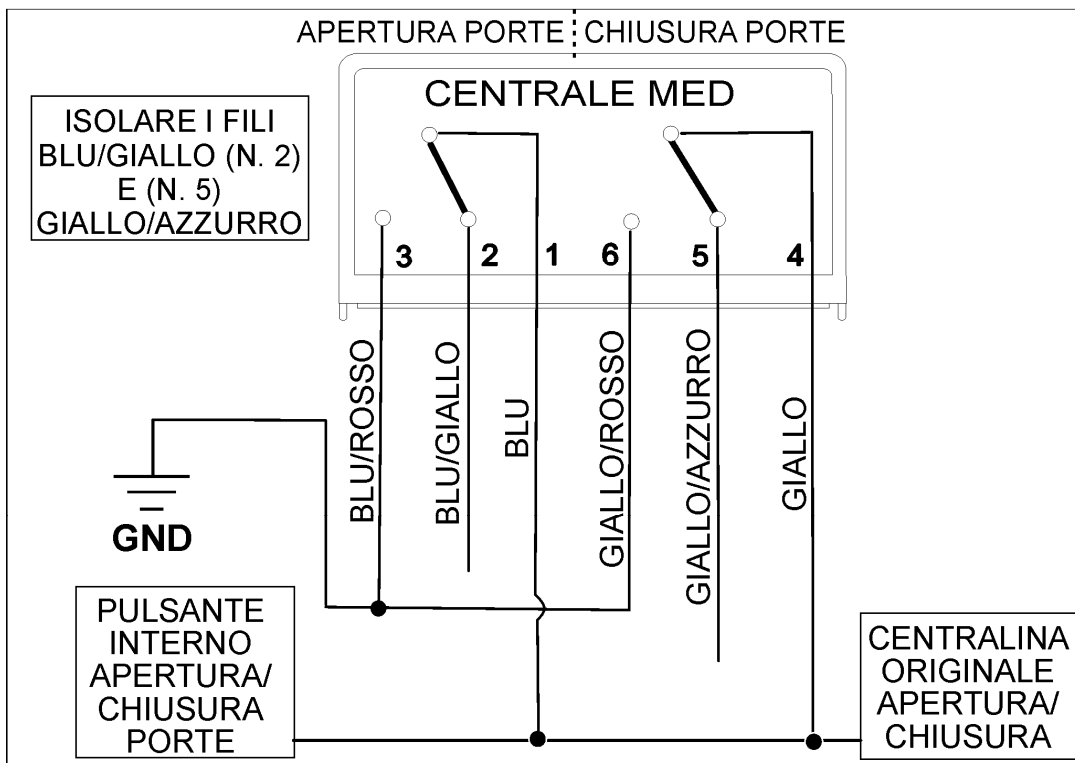 APERTURA PORTE CHIUSURA PORTE
CENTRALE MED
ISOLARE I FILI
BLU/GIALLO (N. 2)
E (N. 5)
GIALLO/AZZURRO
3 2 1 6 5 4
BLU/ROSSO
BLU/GIALLO
BLU
GIALLO/ROSSO
GIALLO/AZZURRO
GIALLO
GND
PULSANTE
INTERNO
APERTURA/
CHIUSURA
PORTE
CENTRALINA
ORIGINALE
APERTURA/
CHIUSURA